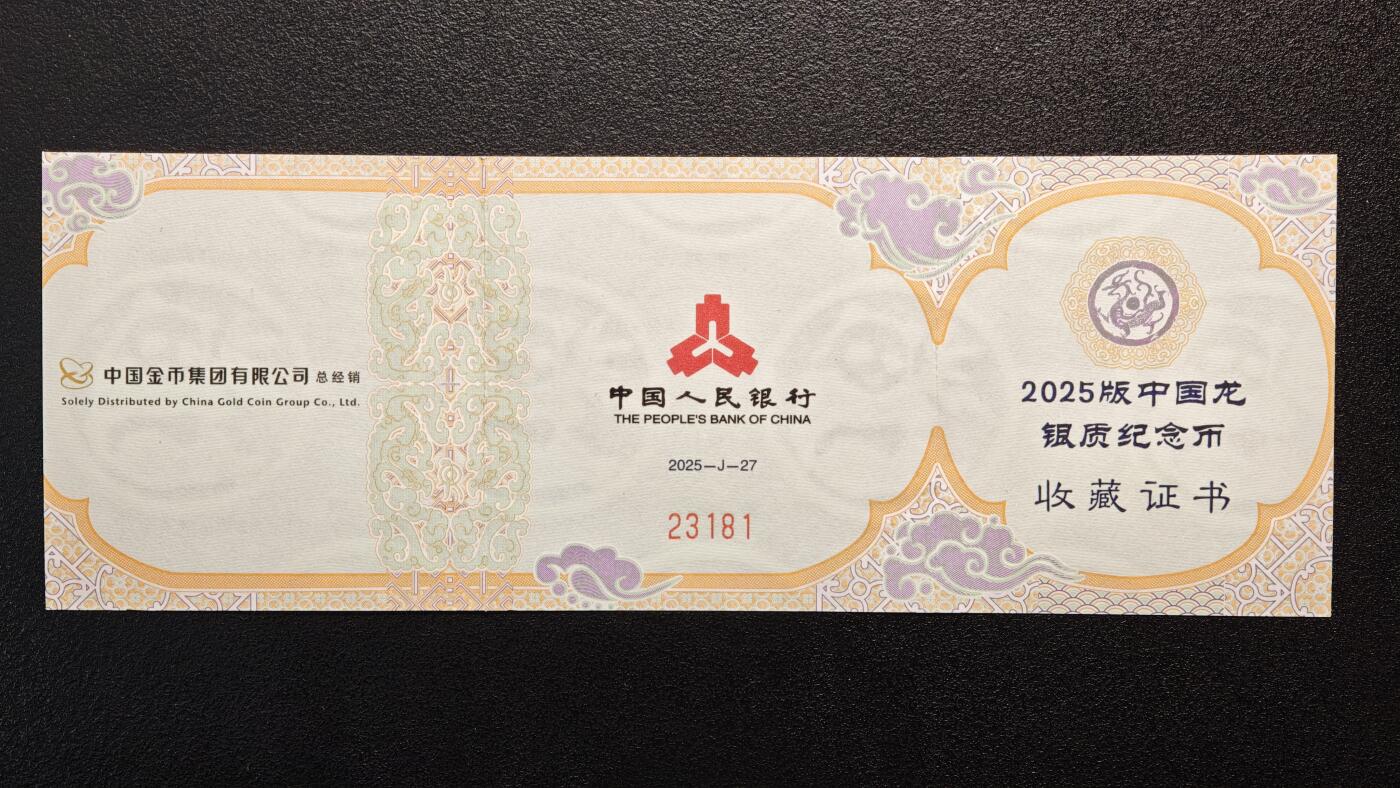 中国金币集团有限公司 总经销
Solely Distributed by China Gold Coin Group Co., Ltd.
中国人民银行
THE PEOPLE'S BANK OF CHINA
2025—J—27
23181
2025版中国龙
银质纪念币
收藏证书